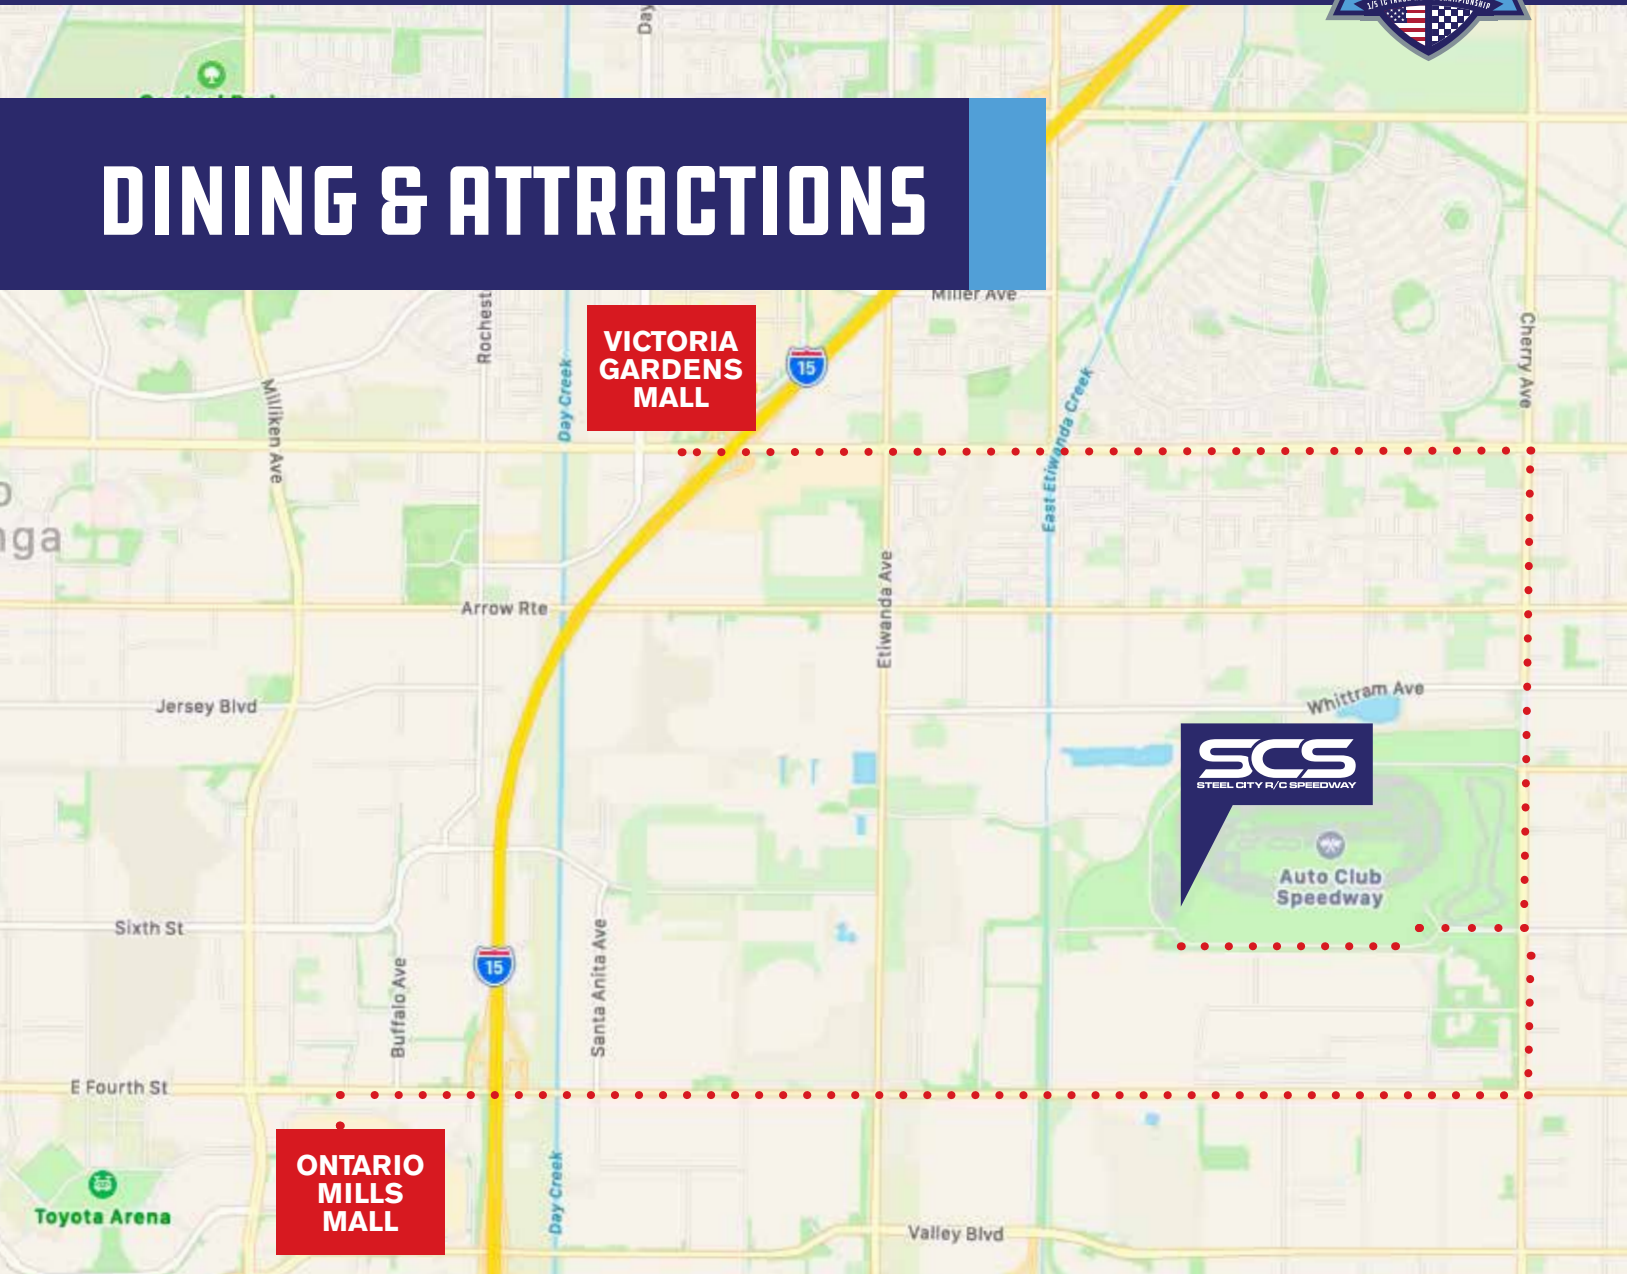 DINING & ATTRACTIONS
Miller Ave
VICTORIA
GARDENS
MALL
15
Day Creek
Milliken Ave
Cherry Ave
East Etiwanda Creek
nga
Etiwanda Ave
Arrow Rte
Jersey Blvd
Whittram Ave
SCS
STEEL CITY R/C SPEEDWAY
Auto Club
Speedway
Sixth St
15
Buffalo Ave
Santa Anita Ave
E Fourth St
ONTARIO
MILLS
MALL
Toyota Arena
Day Creek
Valley Blvd